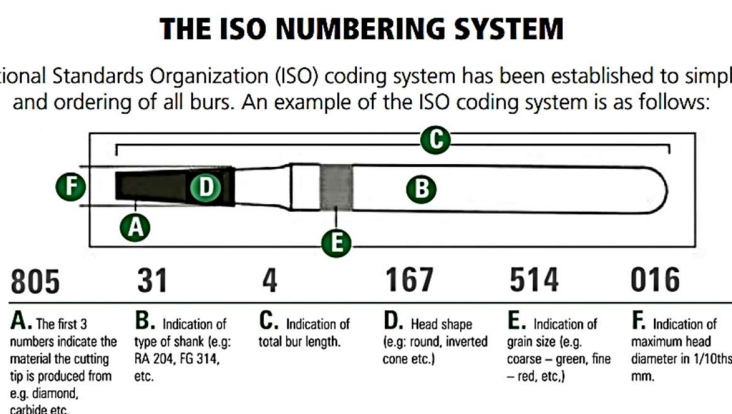 THE ISO NUMBERING SYSTEM
tional Standards Organization (ISO) coding system has been established to simpl
and ordering of all burs. An example of the ISO coding system is as follows:
C
F
D
B
A
E
805 31 4 167 514 016
A. The first 3
numbers indicate the
material the cutting
tip is produced from
e.g. diamond,
carbide etc.
B. Indication of
type of shank (e.g:
RA 204, FG 314,
etc.
C. Indication of
total bur length.
D. Head shape
(e.g: round, inverted
cone etc.)
E. Indication of
grain size (e.g.
coarse – green, fine
– red, etc,)
F. Indication of
maximum head
diameter in 1/10ths
mm.